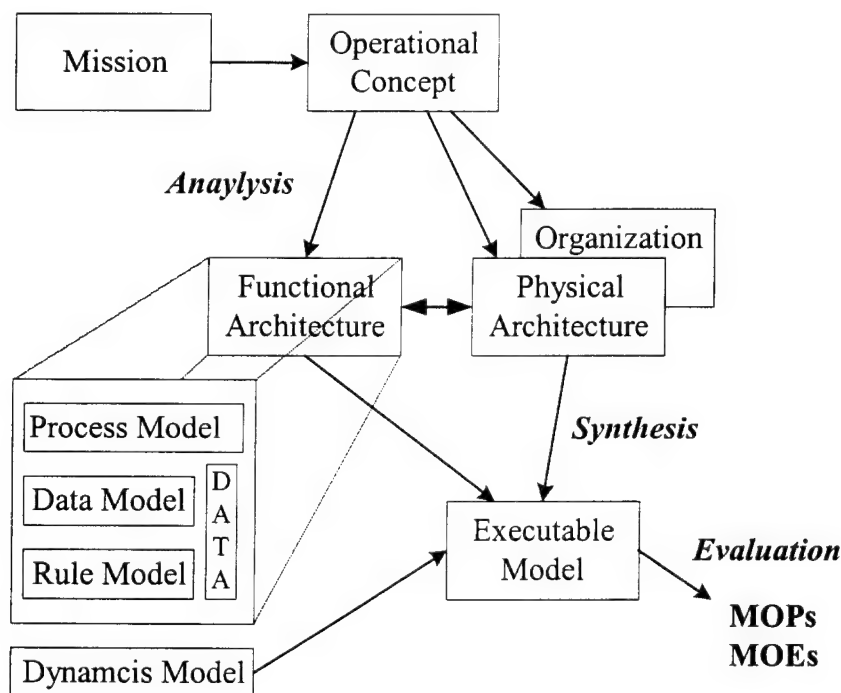 Mission
Operational
Concept
Anaylysis
Organization
Functional
Architecture
Physical
Architecture
Process Model
Data Model
Rule Model
D
A
T
A
Synthesis
Executable
Model
Evaluation
MOPs
MOEs
Dynamcis Model